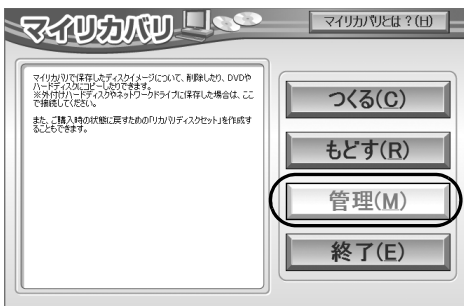 マイリカバリ
マイリカバリとは?(H)
マイリカバリで保存したディスクイメージについて、削除したり、DVDや
ハードディスクにコピーしたりできます。
※外付けハードディスクやネットワークドライブに保存した場合は、ここ
で接続してください。
また、ご購入時の状態に戻すための「リカバリディスクセット」を作成す
ることもできます。
つくる(C)
もどす(R)
管理(M)
終了(E)